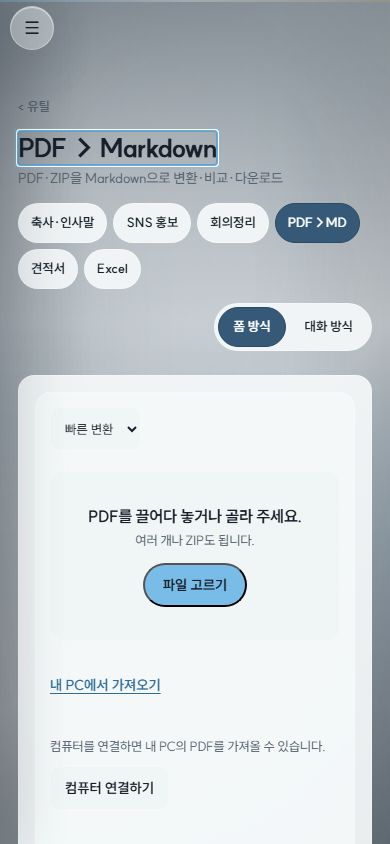 ☰
< 유틸
PDF > Markdown
PDF·ZIP을 Markdown으로 변환·비교·다운로드
축사·인사말 SNS 홍보 회의정리 PDF > MD
견적서 Excel
폼 방식 대화 방식
빠른 변환
PDF를 끌어다 놓거나 골라 주세요.
여러 개나 ZIP도 됩니다.
파일 고르기
내 PC에서 가져오기
컴퓨터를 연결하면 내 PC의 PDF를 가져올 수 있습니다.
컴퓨터 연결하기